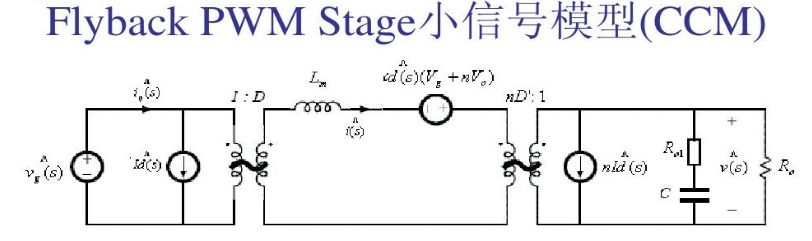 Flyback PWM Stage小信号模型(CCM)
L_m
d̂(s)(V_g + nV_o)
î_o(s)
1 : D
nD' : 1
î(s)
+
v̂_g(s)
Id̂(s)
nId̂(s)
R_o1
v̂(s)
R_o
C
−